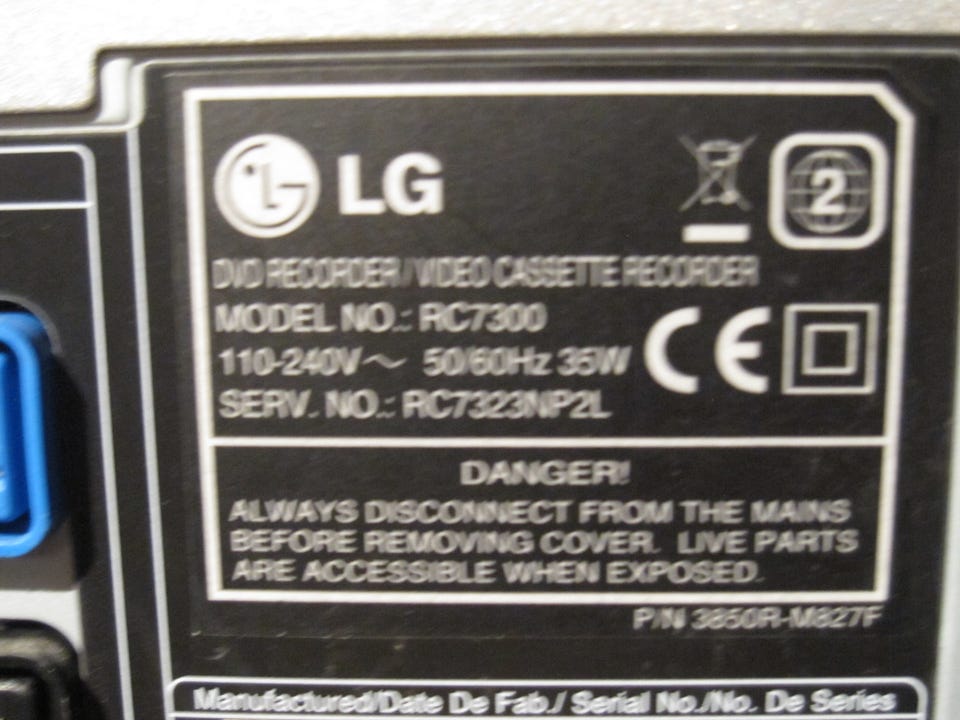 LG
2
DVD RECORDER / VIDEO CASSETTE RECORDER
MODEL NO.: RC7300
110-240V ~ 50/60Hz 35W
CE
SERV. NO.: RC7323NP2L
DANGER!
ALWAYS DISCONNECT FROM THE MAINS
BEFORE REMOVING COVER. LIVE PARTS
ARE ACCESSIBLE WHEN EXPOSED.
P/N 3850R-M827F
Manufactured/Date De Fab./ Serial No./No. De Series